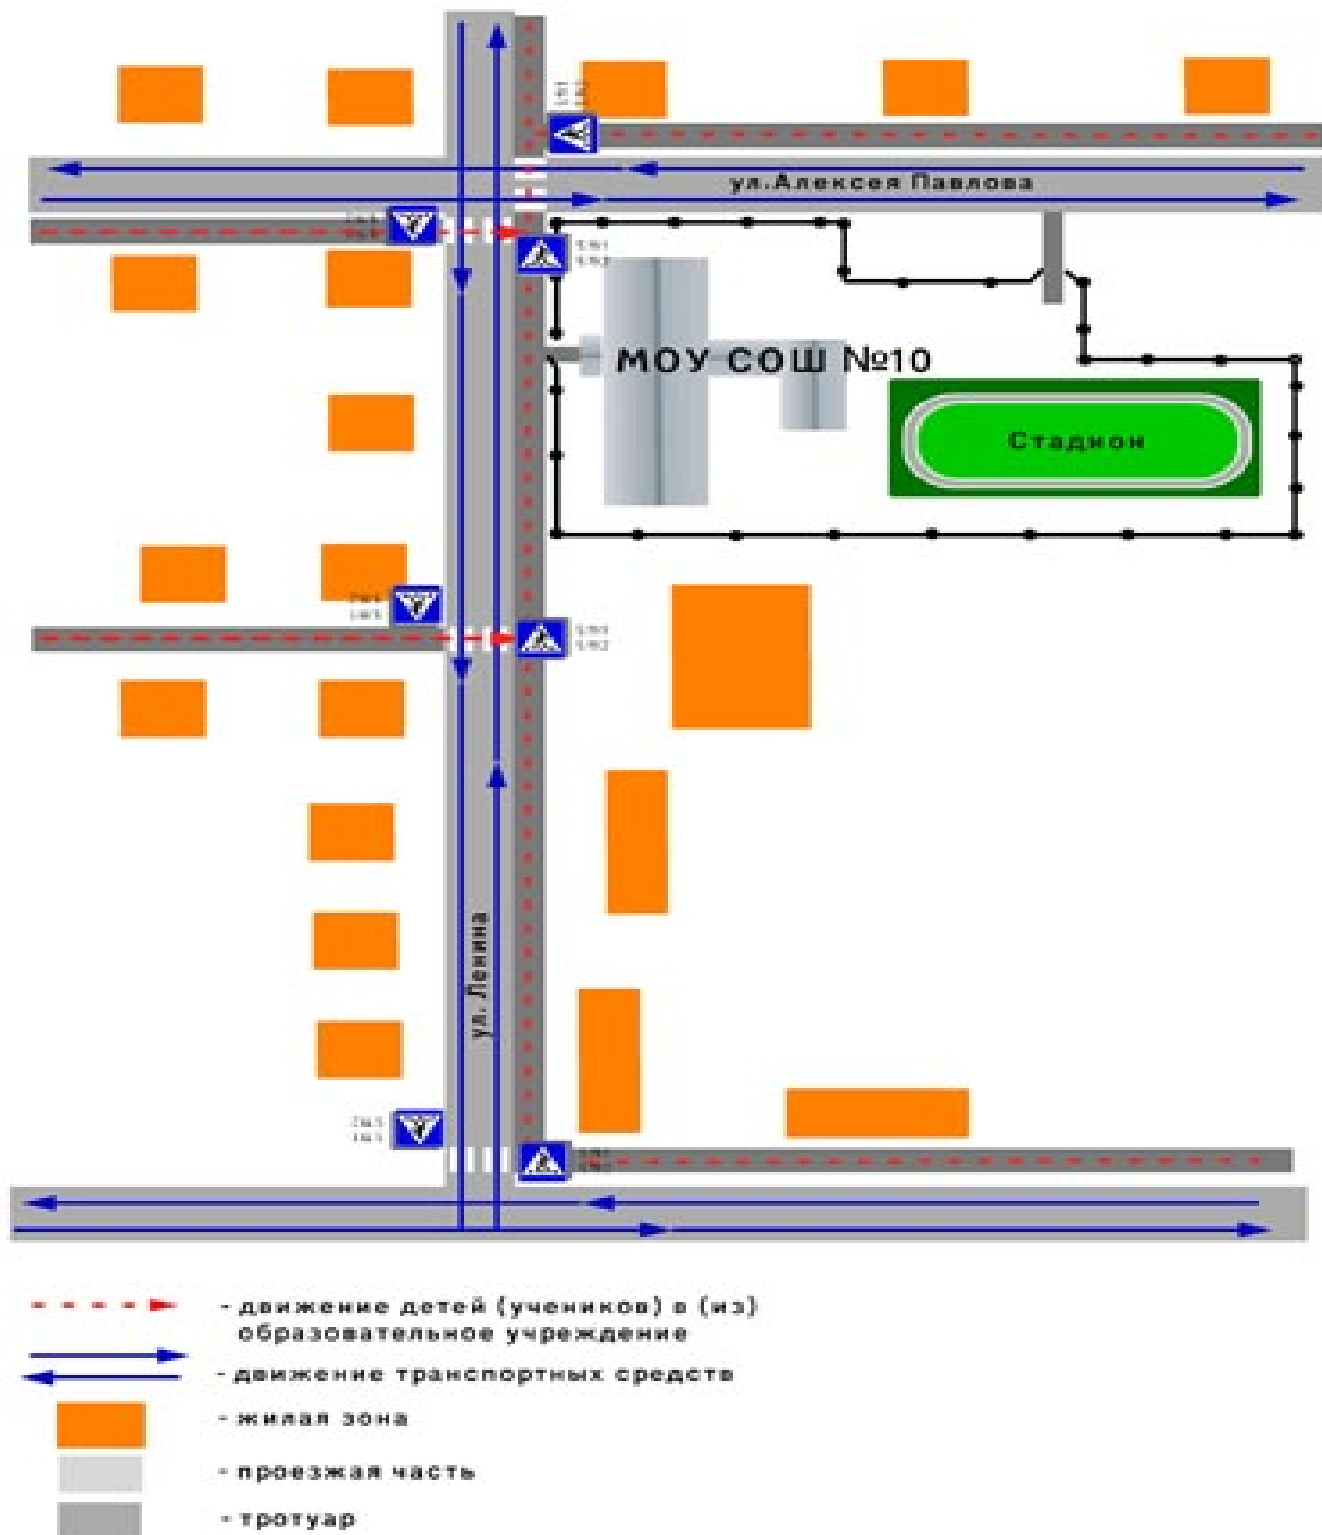 ул.Алексея Павлова
МОУ СОШ №10
Стадион
ул. Ленина
- движение детей (учеников) в (из)
образовательное учреждение
- движение транспортных средств
- жилая зона
- проезжая часть
- тротуар